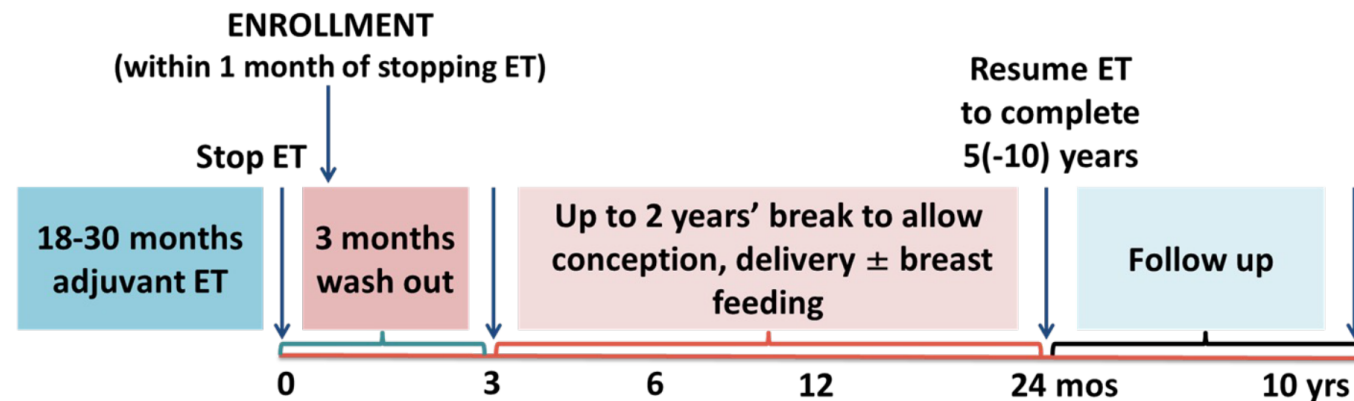 ENROLLMENT
(within 1 month of stopping ET)
Stop ET
Resume ET
to complete
5(-10) years
18-30 months
adjuvant ET
3 months
wash out
Up to 2 years’ break to allow
conception, delivery ± breast
feeding
Follow up
0 3 6 12 24 mos 10 yrs